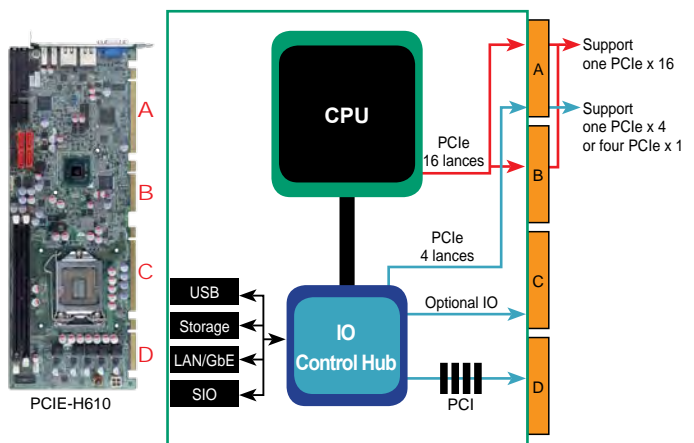 A
B
C
D
PCIE-H610
CPU
PCIe
16 lances
PCIe
4 lances
Optional IO
IO
Control Hub
PCI
USB
Storage
LAN/GbE
SIO
A
B
C
D
Support
one PCIe x 16
Support
one PCIe x 4
or four PCIe x 1